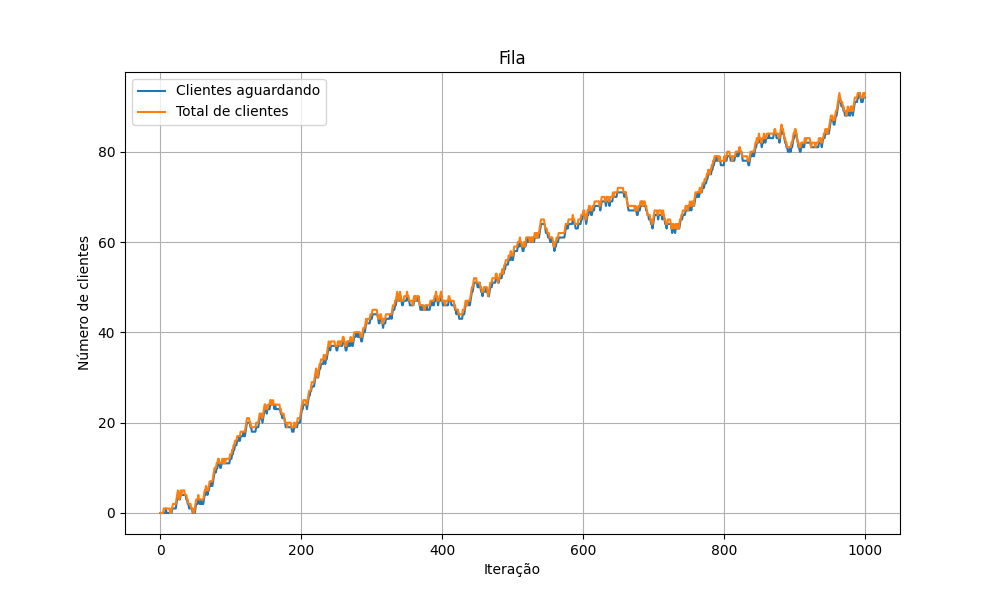 Fila
Clientes aguardando
Total de clientes
80
60
40
20
0
Número de clientes
0 200 400 600 800 1000
Iteração